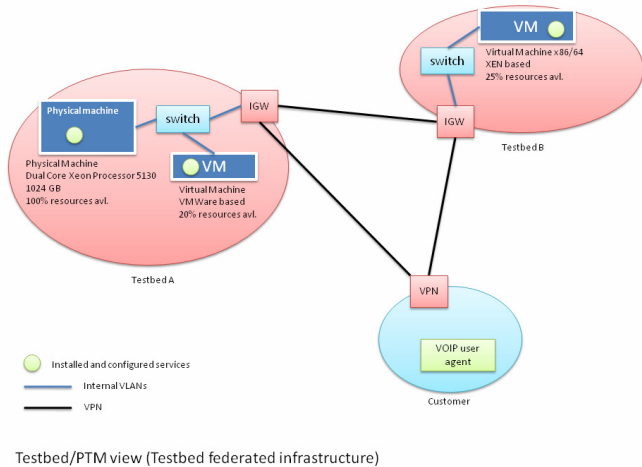 VM
Virtual Machine x86/64
XEN based
25% resources avl.
switch
IGW
Testbed B
IGW
switch
Physical machine
VM
Physical Machine
Dual Core Xeon Processor 5130
1024 GB
100% resources avl.
Virtual Machine
VM Ware based
20% resources avl.
Testbed A
VPN
VOIP user
agent
Customer
Installed and configured services
Internal VLANs
VPN
Testbed/PTM view (Testbed federated infrastructure)